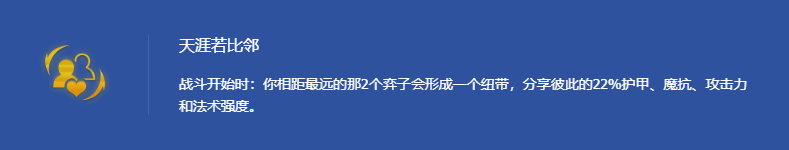 天涯若比邻
战斗开始时：你相距最远的那2个弈子会形成一个纽带，分享彼此的22%护甲、魔抗、攻击力
和法术强度。